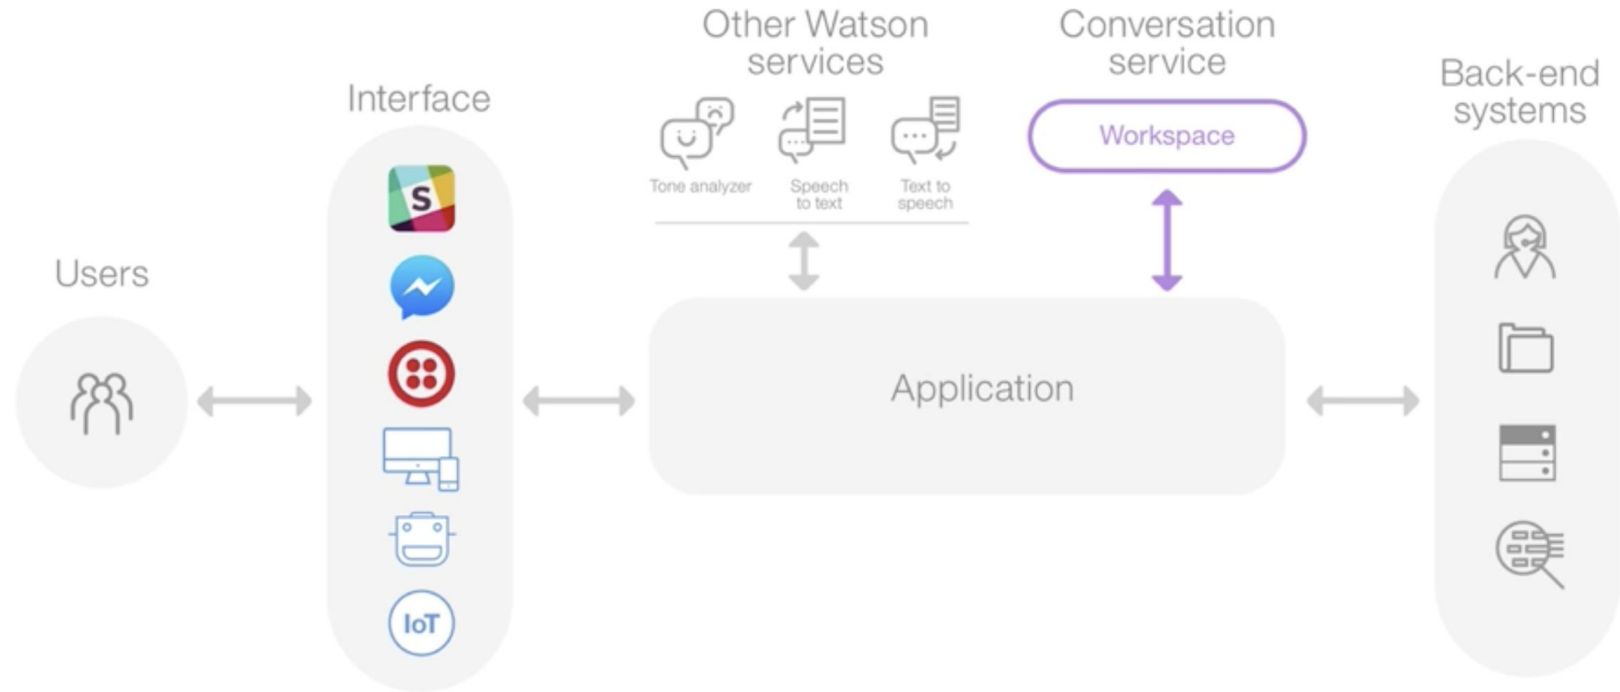 Users
Interface
S
IoT
Other Watson
services
Tone analyzer
Speech
to text
Text to
speech
Conversation
service
Workspace
Application
Back-end
systems